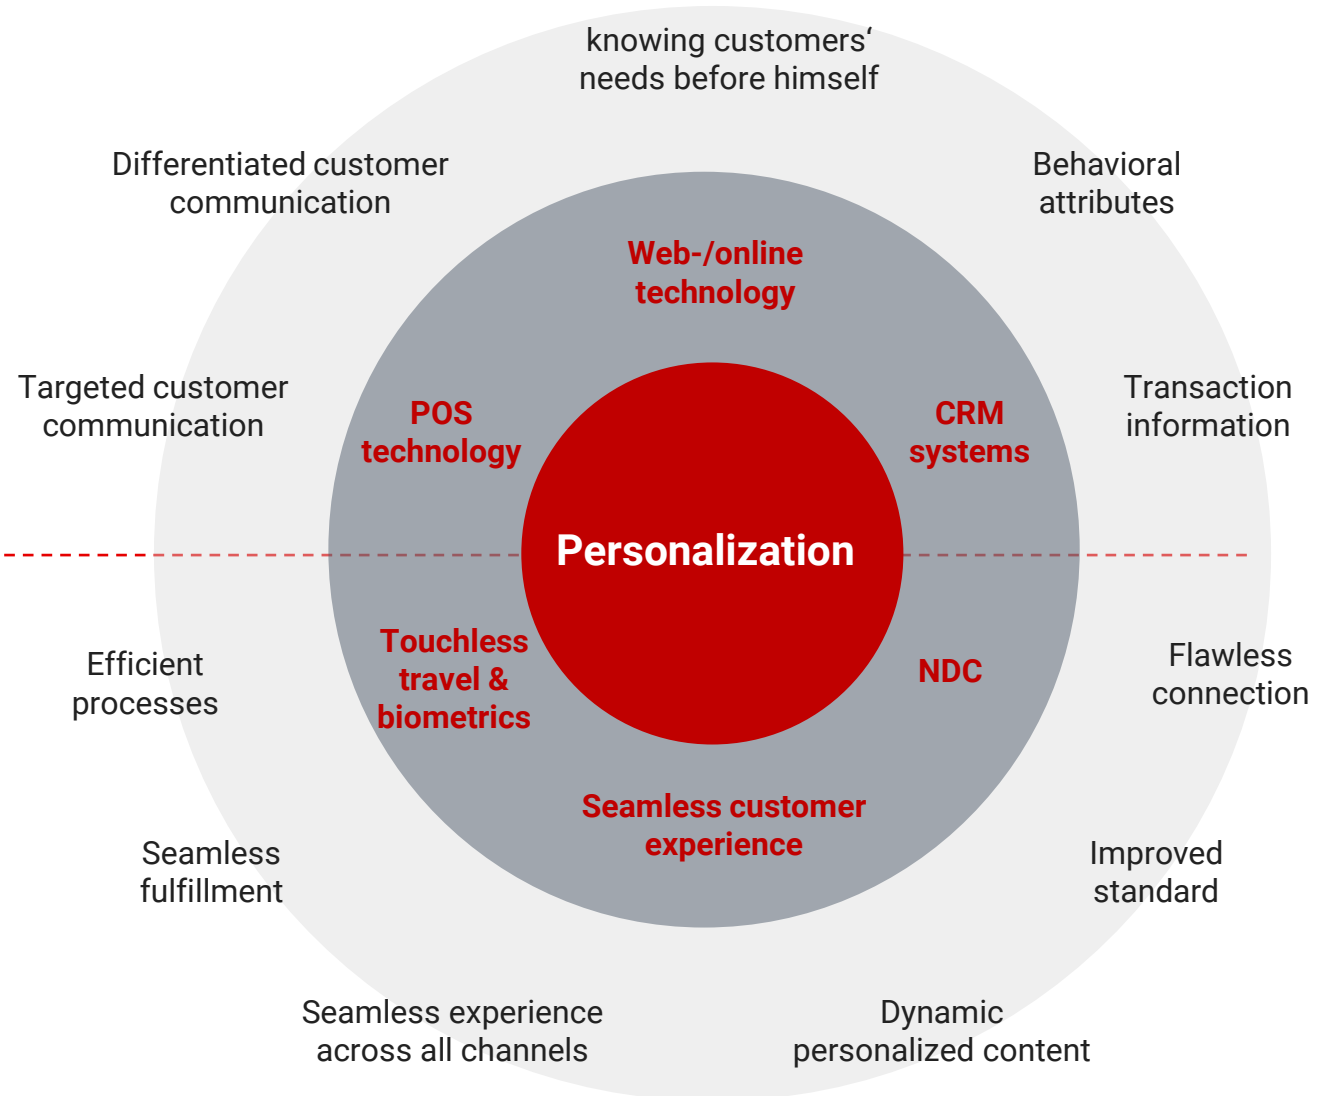 knowing customers‘
needs before himself
Differentiated customer
communication
Behavioral
attributes
Web-/online
technology
Targeted customer
communication
POS
technology
CRM
systems
Transaction
information
Personalization
Efficient
processes
Touchless
travel &
biometrics
NDC
Flawless
connection
Seamless customer
experience
Seamless
fulfillment
Improved
standard
Seamless experience
across all channels
Dynamic
personalized content